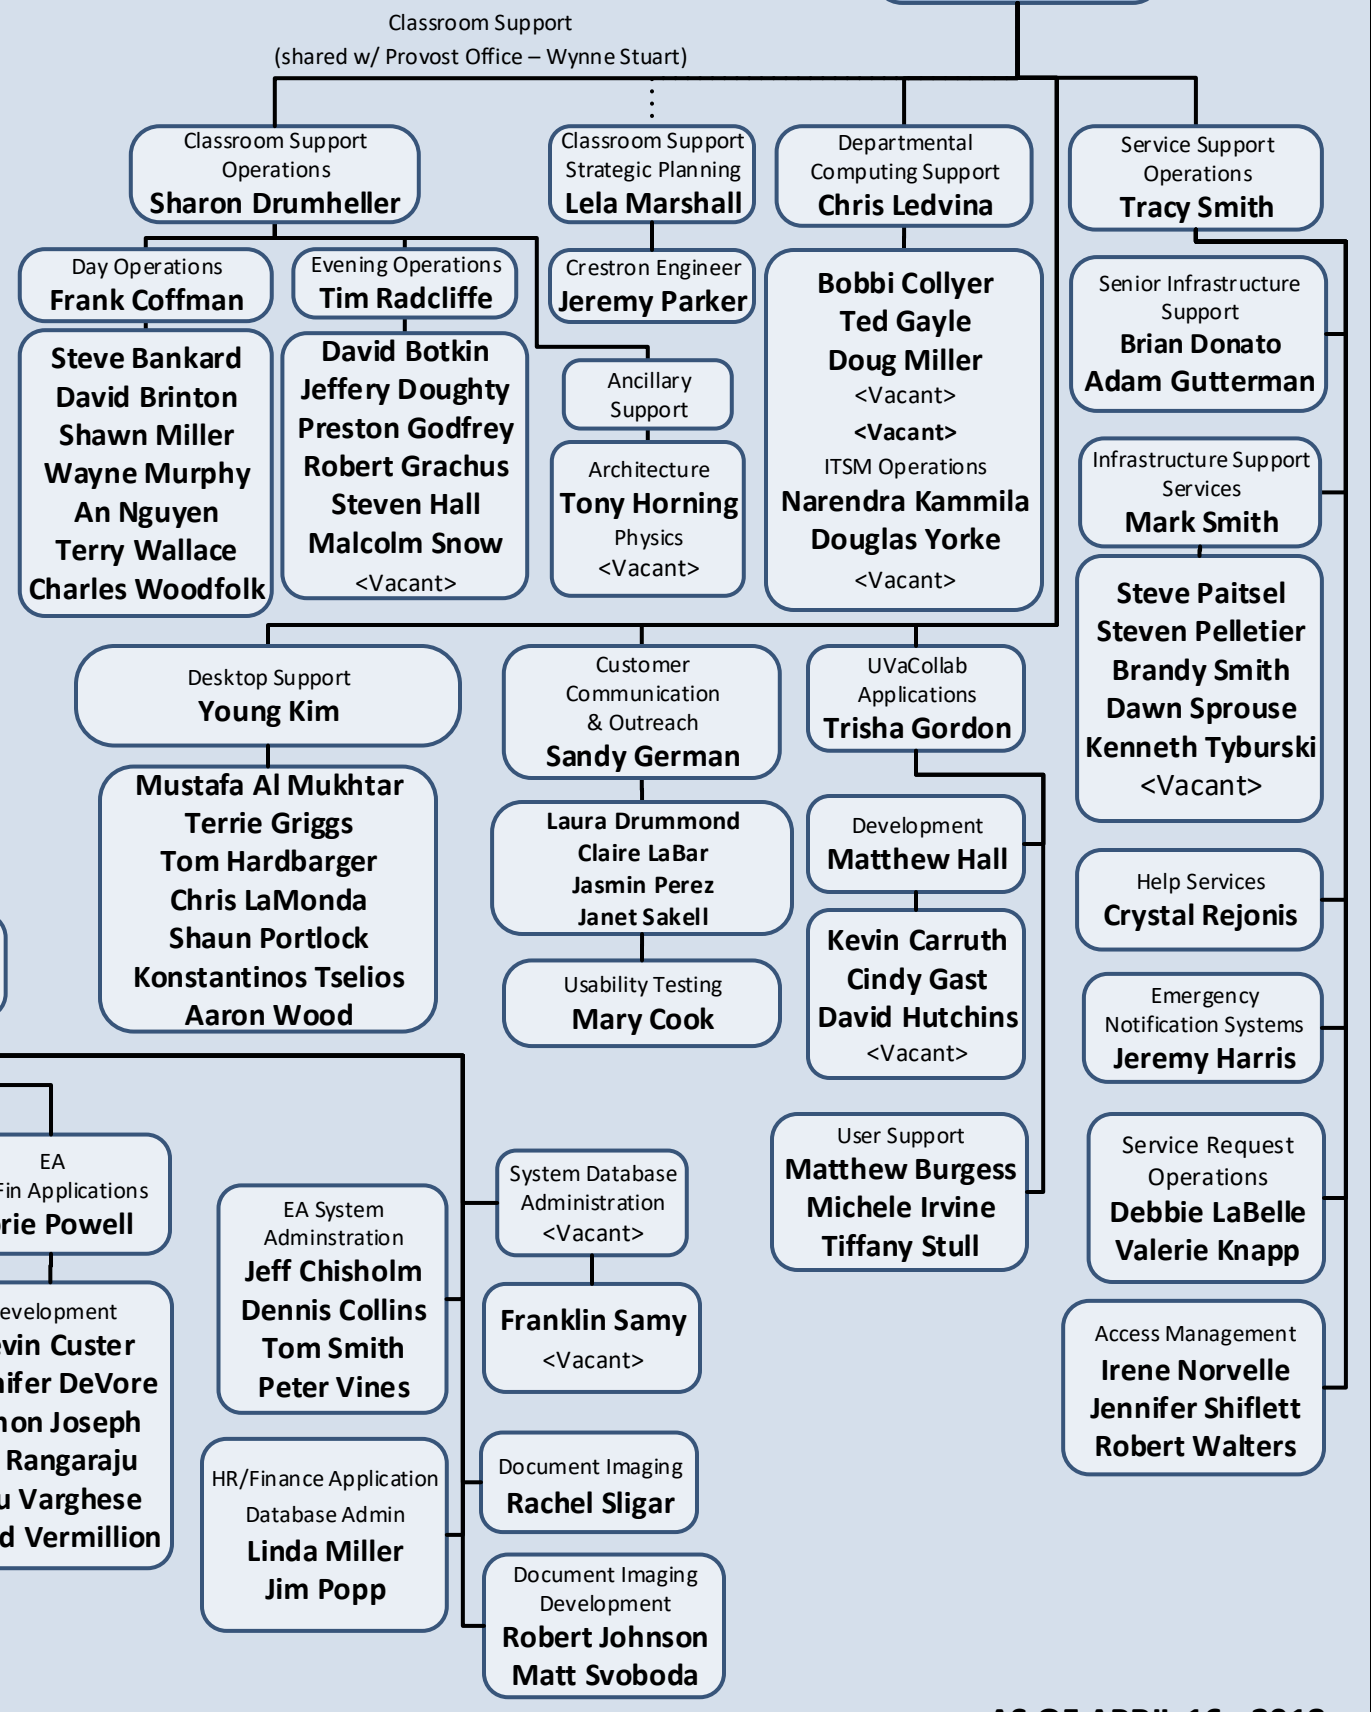 Classroom Support
(shared w/ Provost Office – Wynne Stuart)
Classroom Support
Operations
Sharon Drumheller
Classroom Support
Strategic Planning
Lela Marshall
Departmental
Computing Support
Chris Ledvina
Service Support
Operations
Tracy Smith
Day Operations
Frank Coffman
Evening Operations
Tim Radcliffe
Crestron Engineer
Jeremy Parker
Steve Bankard
David Brinton
Shawn Miller
Wayne Murphy
An Nguyen
Terry Wallace
Charles Woodfolk
David Botkin
Jeffery Doughty
Preston Godfrey
Robert Grachus
Steven Hall
Malcolm Snow
<Vacant>
Ancillary
Support
Architecture
Tony Horning
Physics
<Vacant>
Bobbi Collyer
Ted Gayle
Doug Miller
<Vacant>
<Vacant>
ITSM Operations
Narendra Kammila
Douglas Yorke
<Vacant>
Senior Infrastructure
Support
Brian Donato
Adam Gutterman
Infrastructure Support
Services
Mark Smith
Steve Paitsel
Steven Pelletier
Brandy Smith
Dawn Sprouse
Kenneth Tyburski
<Vacant>
Help Services
Crystal Rejonis
Emergency
Notification Systems
Jeremy Harris
Service Request
Operations
Debbie LaBelle
Valerie Knapp
Access Management
Irene Norvelle
Jennifer Shiflett
Robert Walters
Desktop Support
Young Kim
Mustafa Al Mukhtar
Terrie Griggs
Tom Hardbarger
Chris LaMonda
Shaun Portlock
Konstantinos Tselios
Aaron Wood
Customer
Communication
& Outreach
Sandy German
Laura Drummond
Claire LaBar
Jasmin Perez
Janet Sakell
Usability Testing
Mary Cook
UVaCollab
Applications
Trisha Gordon
Development
Matthew Hall
Kevin Carruth
Cindy Gast
David Hutchins
<Vacant>
User Support
Matthew Burgess
Michele Irvine
Tiffany Stull
EA
Fin Applications
rie Powell
evelopment
vin Custer
ifer DeVore
on Joseph
Rangaraju
u Varghese
d Vermillion
EA System
Adminstration
Jeff Chisholm
Dennis Collins
Tom Smith
Peter Vines
HR/Finance Application
Database Admin
Linda Miller
Jim Popp
System Database
Administration
<Vacant>
Franklin Samy
<Vacant>
Document Imaging
Rachel Sligar
Document Imaging
Development
Robert Johnson
Matt Svoboda